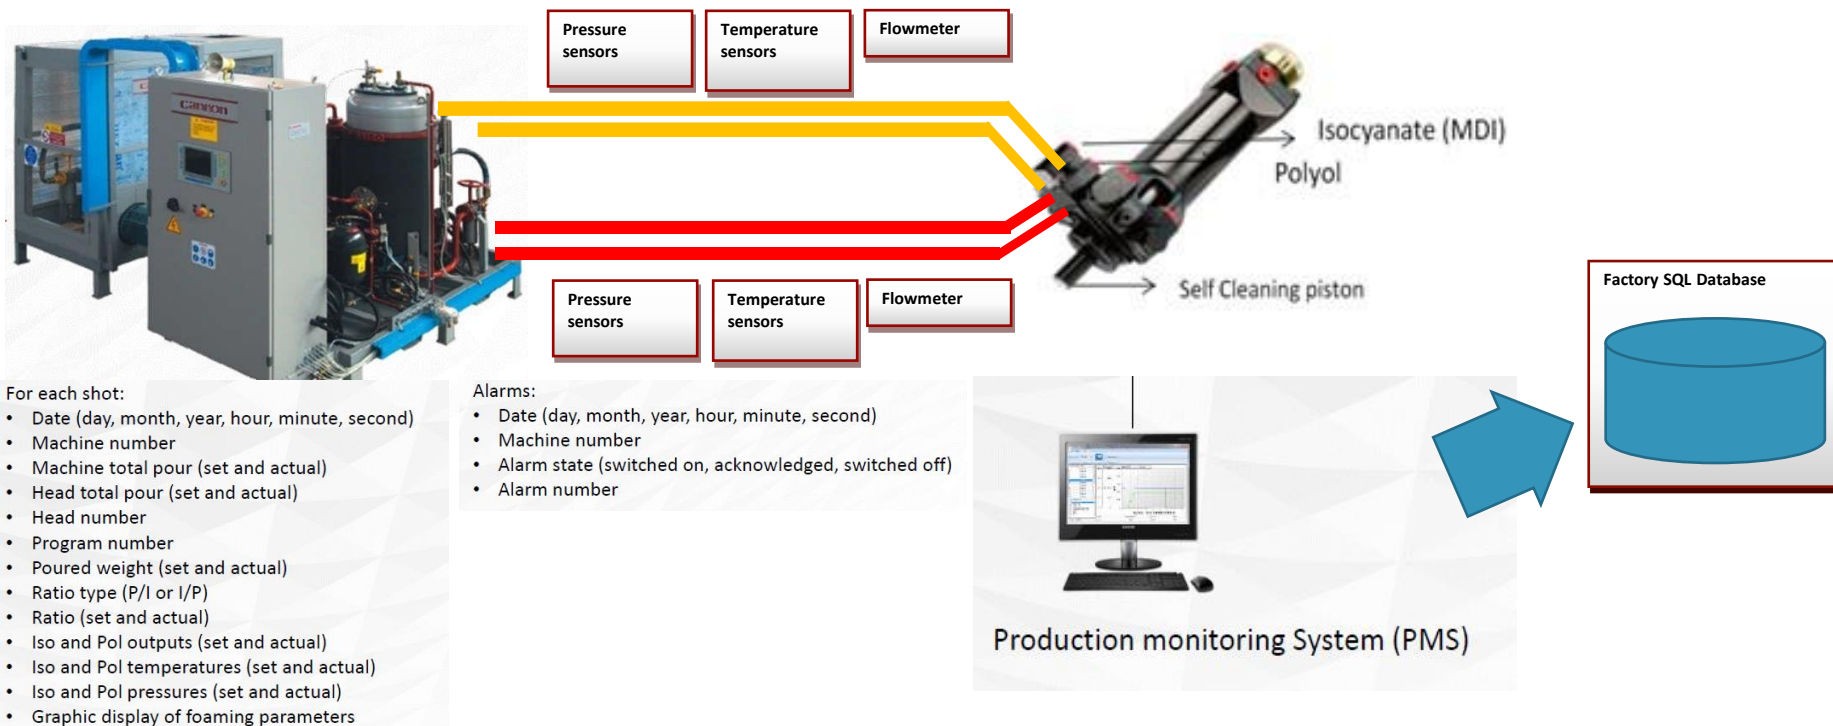 Pressure
sensors
Temperature
sensors
Flowmeter
CANNON
Isocyanate (MDI)
Polyol
Self Cleaning piston
Pressure
sensors
Temperature
sensors
Flowmeter
Factory SQL Database
For each shot:
• Date (day, month, year, hour, minute, second)
• Machine number
• Machine total pour (set and actual)
• Head total pour (set and actual)
• Head number
• Program number
• Poured weight (set and actual)
• Ratio type (P/I or I/P)
• Ratio (set and actual)
• Iso and Pol outputs (set and actual)
• Iso and Pol temperatures (set and actual)
• Iso and Pol pressures (set and actual)
• Graphic display of foaming parameters
Alarms:
• Date (day, month, year, hour, minute, second)
• Machine number
• Alarm state (switched on, acknowledged, switched off)
• Alarm number
Production monitoring System (PMS)